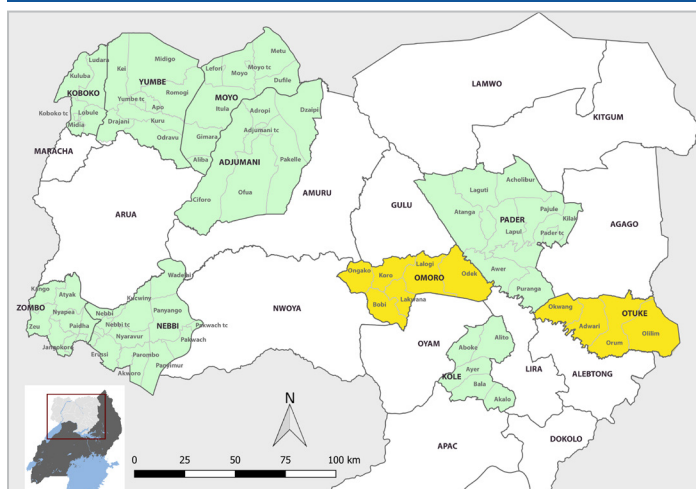 Metu
Ludara
Midigo
Kei
Lefori
Moyo tc
LAMWO
Kuluba
YUMBE
Moyo
KOBOKO
Romogi
MOYO
Dufile
Yumbe tc
Apo
Itula
Adropi
Dzaipi
Koboko tc
Lobule
Drajani
Kuru
KITGUM
Midia
Adjumani tc
Odravu
Gimara
MARACHA
Aliba
ADJUMANI
Pakelle
Acholibur
Laguti
AMURU
Ofua
Ciforo
GULU
PADER
Pajule
Kilak
AGAGO
Atanga
ARUA
Lapul
Pader tc
Lalogi
Awer
Ongako
Koro
OMORO
Odek
Wadelai
Kango
Atyak
Kucwiny
Puranga
ZOMBO
Nyapea
Nebbi
Panyango
Bobi
Lakwana
Okwang
OTUKE
NWOYA
Zeu
Paidha
Nebbi tc
NEBBI
Pakwach tc
Adwari
Olilim
Nyaravur
Pakwach
Alito
Orum
Jangokoro
Erussi
Parombo
OYAM
Aboke
Panyimur
Ayer
LIRA
ALEBTONG
Akworo
KOLE
Bala
Akalo
N
DOKOLO
APAC
0 25 50 75 100 km